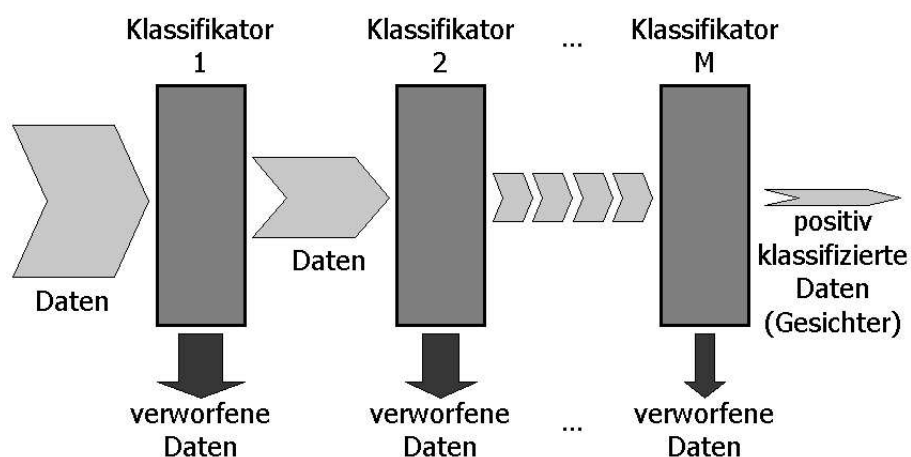 Klassifikator
1
Klassifikator
2
...
Klassifikator
M
Daten
Daten
positiv
klassifizierte
Daten
(Gesichter)
verworfene
Daten
verworfene
Daten
...
verworfene
Daten